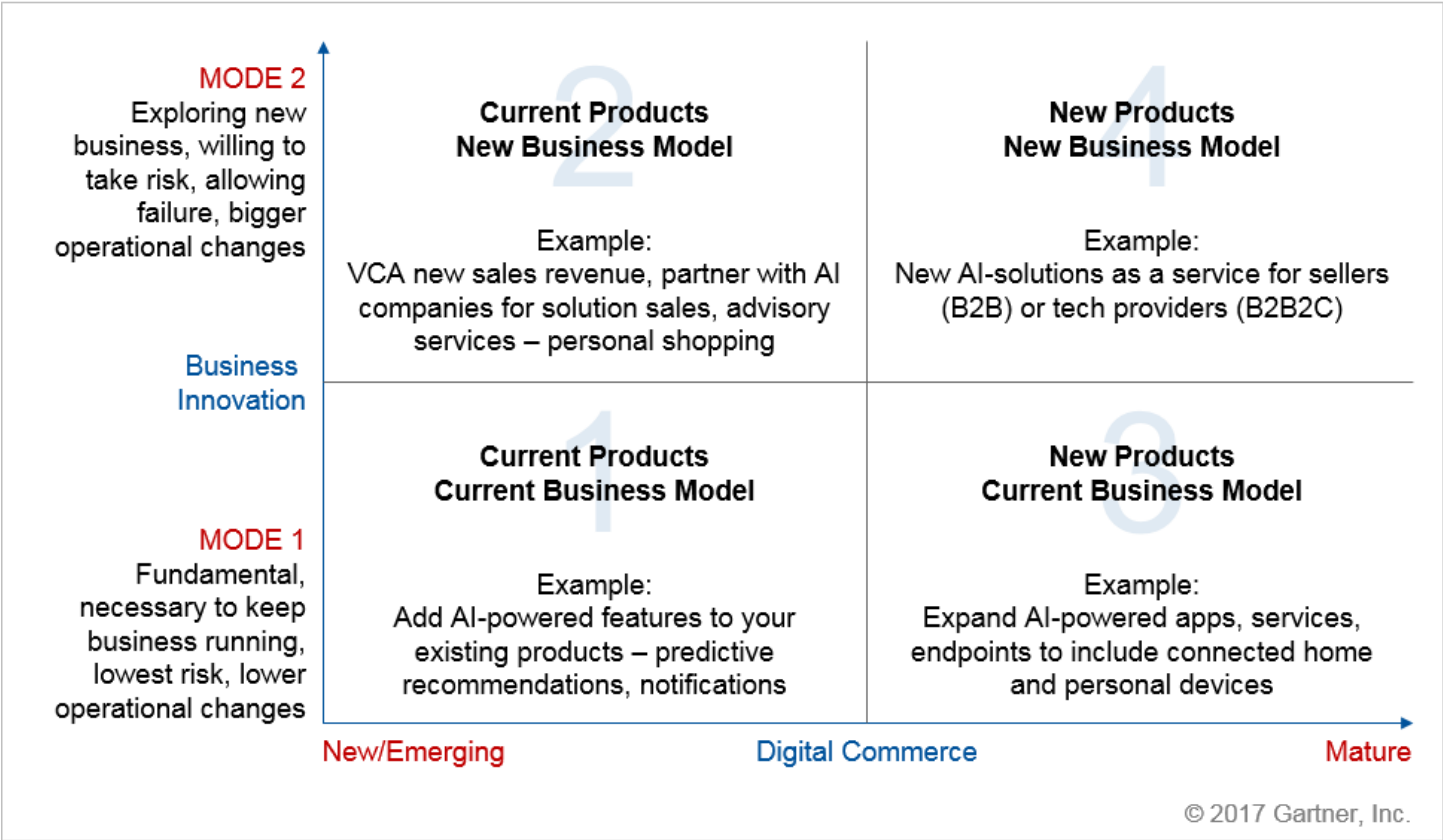 MODE 2
Exploring new
business, willing to
take risk, allowing
failure, bigger
operational changes
Business
Innovation
MODE 1
Fundamental,
necessary to keep
business running,
lowest risk, lower
operational changes
2
Current Products
New Business Model
Example:
VCA new sales revenue, partner with AI
companies for solution sales, advisory
services – personal shopping
4
New Products
New Business Model
Example:
New AI-solutions as a service for sellers
(B2B) or tech providers (B2B2C)
1
Current Products
Current Business Model
Example:
Add AI-powered features to your
existing products – predictive
recommendations, notifications
3
New Products
Current Business Model
Example:
Expand AI-powered apps, services,
endpoints to include connected home
and personal devices
New/Emerging
Digital Commerce
Mature
© 2017 Gartner, Inc.